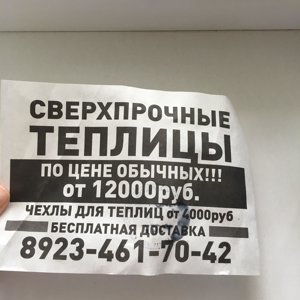 СВЕРХПРОЧНЫЕ
ТЕПЛИЦЫ
ПО ЦЕНЕ ОБЫЧНЫХ!!!
от 12000руб.
ЧЕХЛЫ ДЛЯ ТЕПЛИЦ от 4000руб
БЕСПЛАТНАЯ ДОСТАВКА
8923-461-70-42